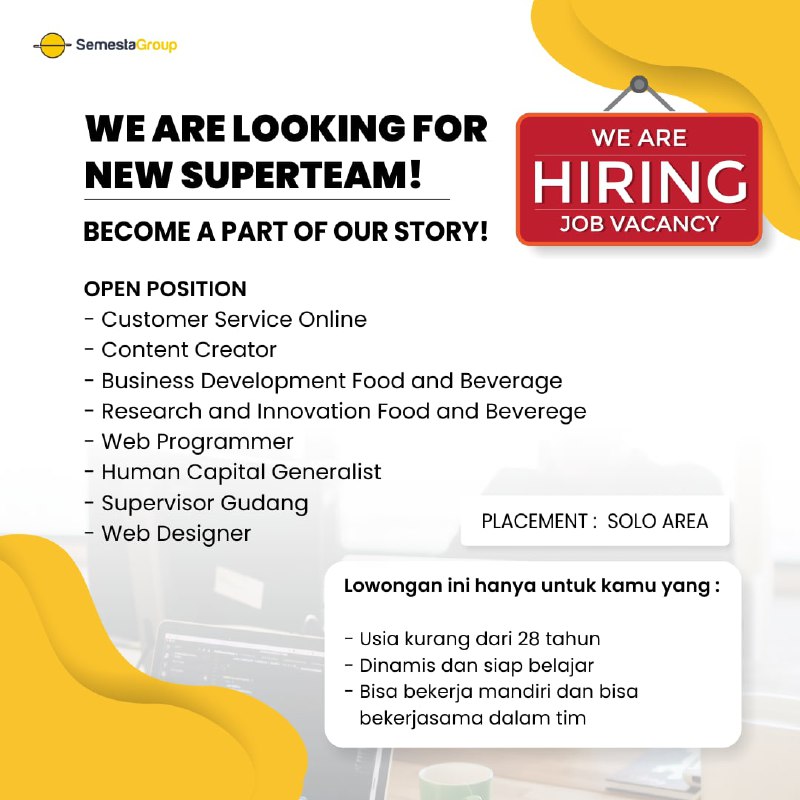 SemestaGroup
WE ARE LOOKING FOR
NEW SUPERTEAM!
BECOME A PART OF OUR STORY!
WE ARE
HIRING
JOB VACANCY
OPEN POSITION
- Customer Service Online
- Content Creator
- Business Development Food and Beverage
- Research and Innovation Food and Beverege
- Web Programmer
- Human Capital Generalist
- Supervisor Gudang
- Web Designer
PLACEMENT : SOLO AREA
Lowongan ini hanya untuk kamu yang :
- Usia kurang dari 28 tahun
- Dinamis dan siap belajar
- Bisa bekerja mandiri dan bisa
bekerjasama dalam tim